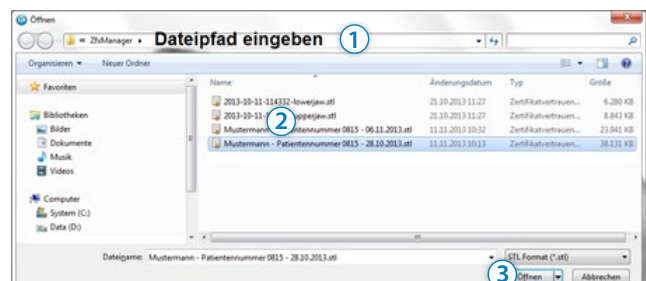 Öffnen
ZfxManager
Dateipfad eingeben 1
Organisieren Neuer Ordner
Name Änderungsdatum Typ Größe
Favoriten
2013-10-11-114332-lowerjaw.stl 21.10.2013 11:27 Zertifikatvertrauen... 6.280 KB
2013-10-11- upperjaw.stl 21.10.2013 11:27 Zertifikatvertrauen... 8.843 KB
2
Bibliotheken
Mustermann - Patientennummer 0815 - 06.11.2013.stl 11.11.2013 10:32 Zertifikatvertrauen... 23.941 KB
Bilder
Mustermann - Patientennummer 0815 - 28.10.2013.stl 11.11.2013 10:13 Zertifikatvertrauen... 38.131 KB
Dokumente
Musik
Videos
Computer
System (C:)
Data (D:)
Dateiname: Mustermann - Patientennummer 0815 - 28.10.2013.stl STL Format (*.stl)
3 Öffnen Abbrechen